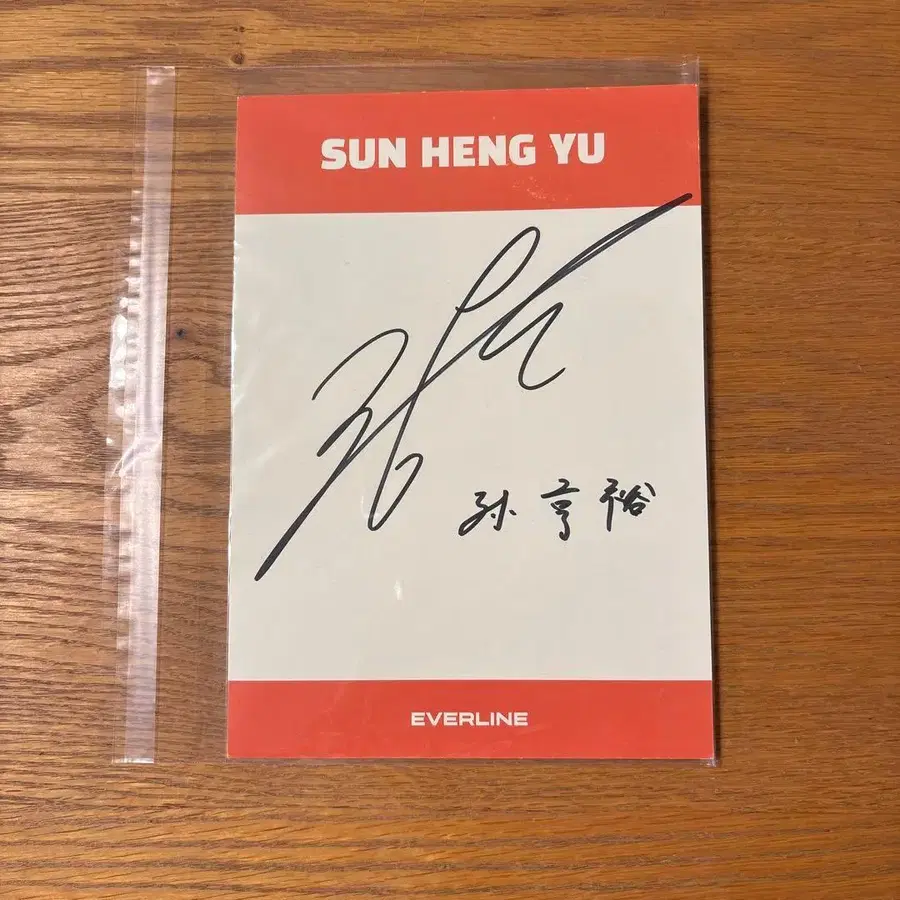 SUN HENG YU
孙亨裕
EVERLINE